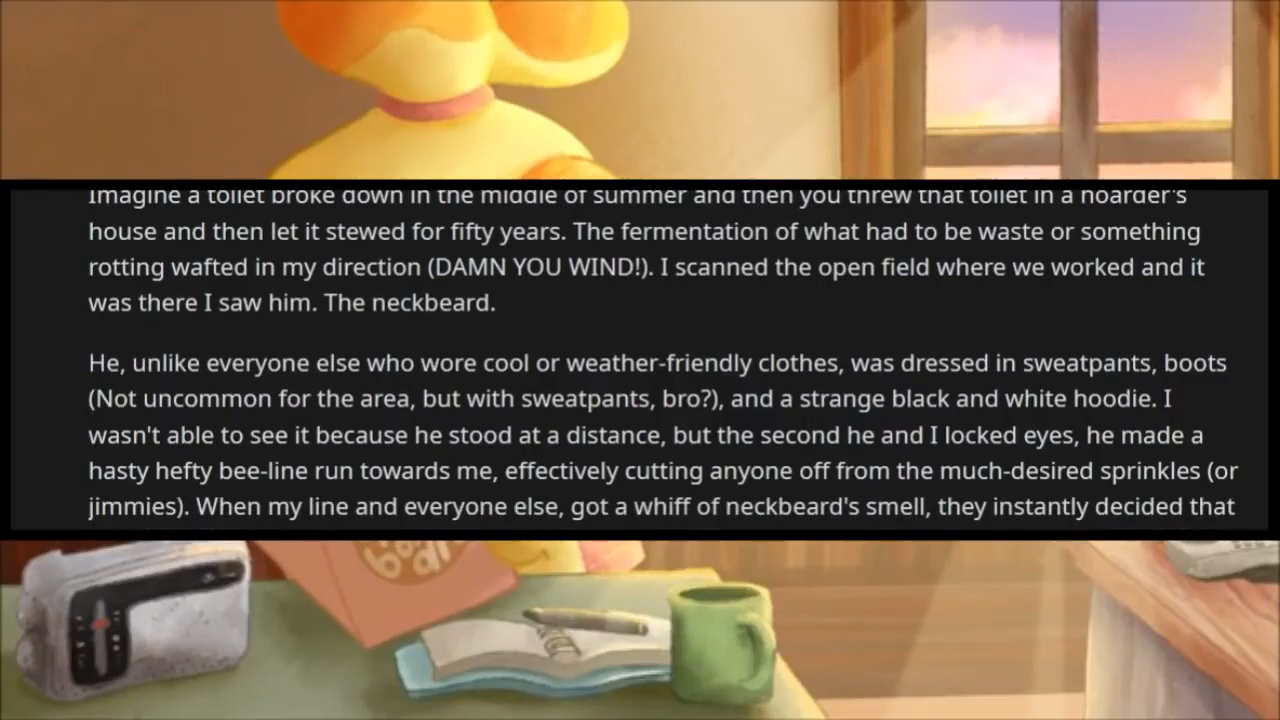 Imagine a toilet broke down in the middle of summer and then you threw that toilet in a hoarder's
house and then let it stewed for fifty years. The fermentation of what had to be waste or something
rotting wafted in my direction (DAMN YOU WIND!). I scanned the open field where we worked and it
was there I saw him. The neckbeard.
He, unlike everyone else who wore cool or weather-friendly clothes, was dressed in sweatpants, boots
(Not uncommon for the area, but with sweatpants, bro?), and a strange black and white hoodie. I
wasn't able to see it because he stood at a distance, but the second he and I locked eyes, he made a
hasty hefty bee-line run towards me, effectively cutting anyone off from the much-desired sprinkles (or
jimmies). When my line and everyone else, got a whiff of neckbeard's smell, they instantly decided that